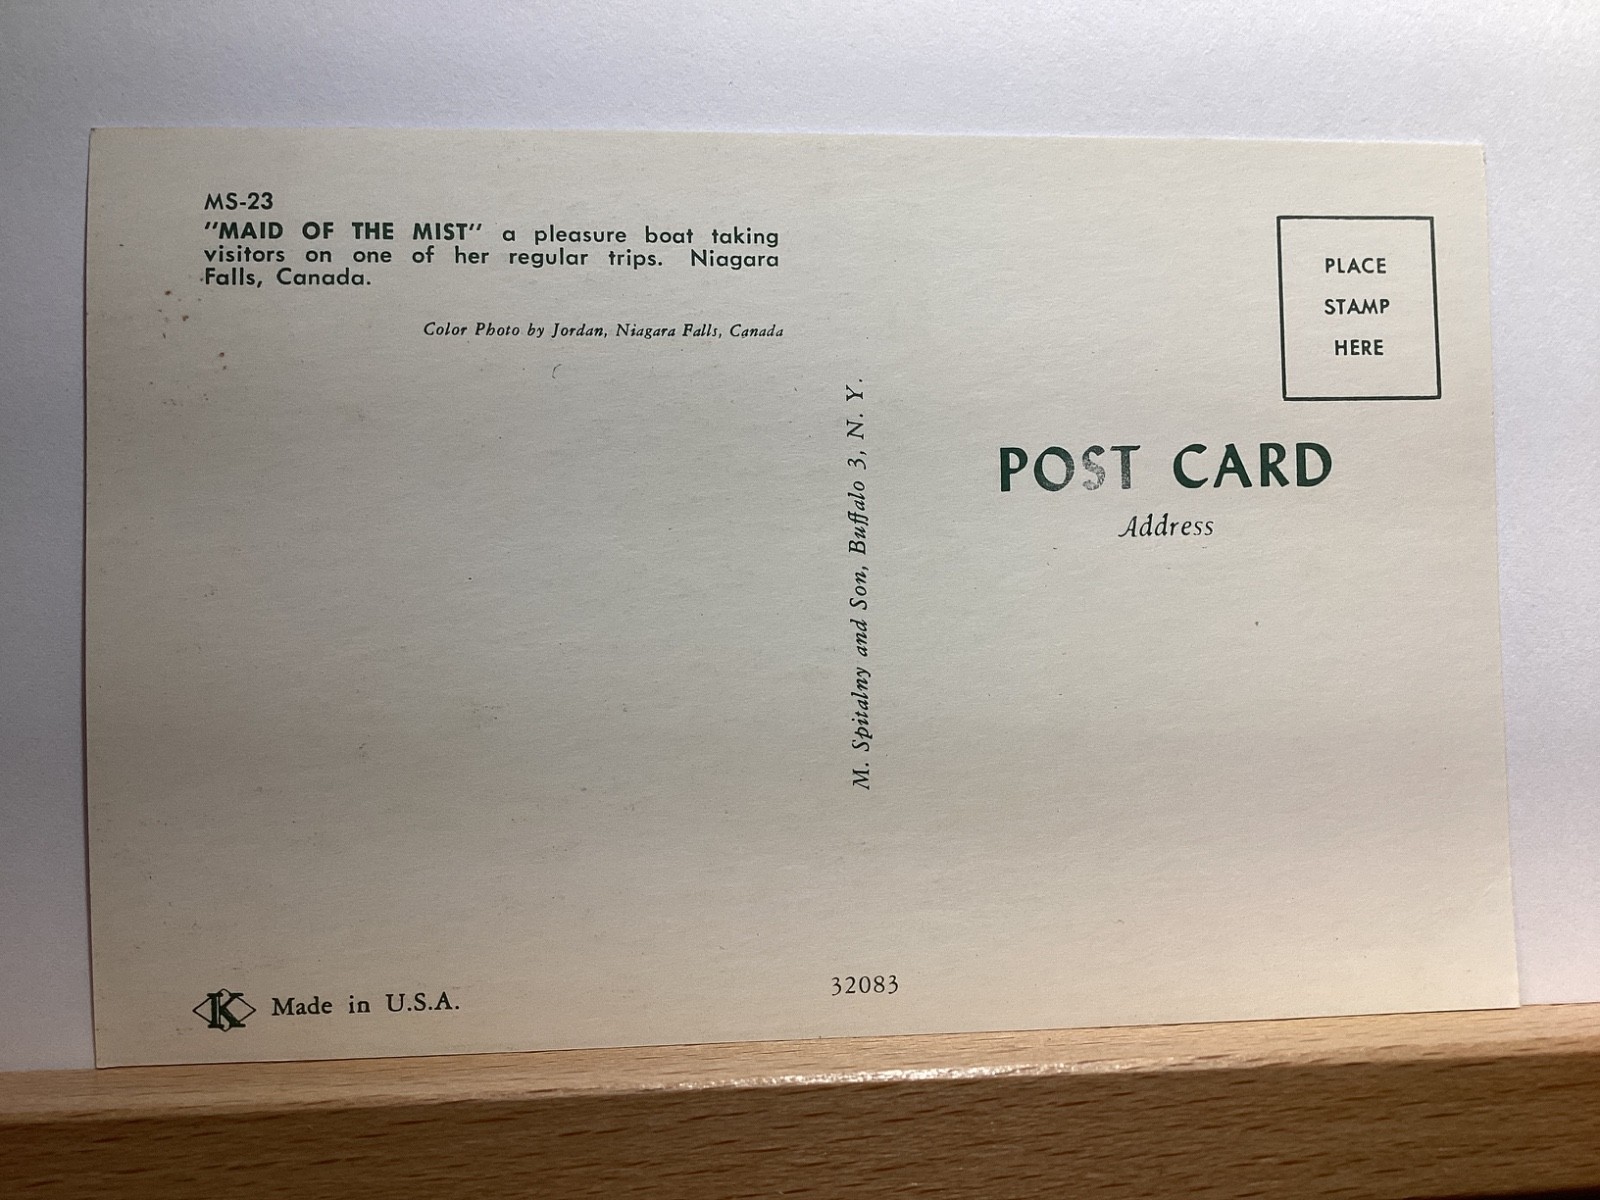 MS-23
"MAID OF THE MIST" a pleasure boat taking
visitors on one of her regular trips. Niagara
Falls, Canada.
Color Photo by Jordan, Niagara Falls, Canada
M. Spitalny and Son, Buffalo 3, N. Y.
PLACE
STAMP
HERE
POST CARD
Address
K Made in U.S.A.
32083